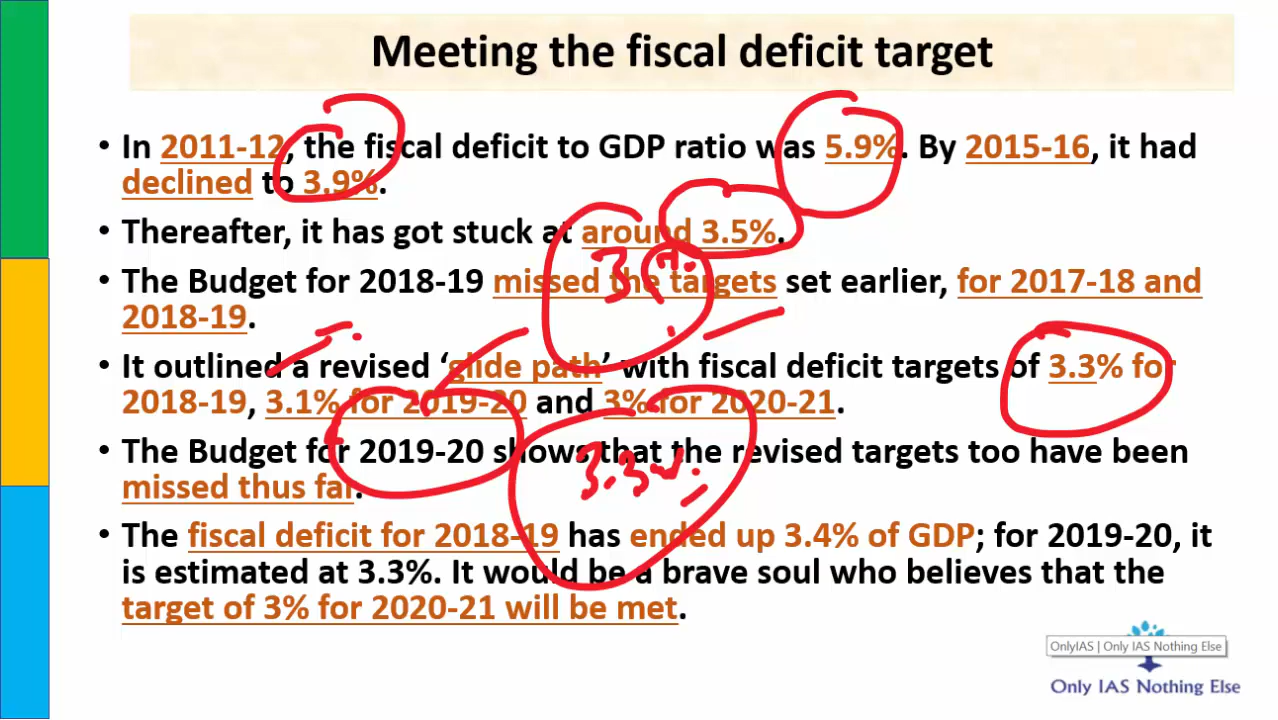 Meeting the fiscal deficit target
• In 2011-12, the fiscal deficit to GDP ratio was 5.9%. By 2015-16, it had
declined to 3.9%.
• Thereafter, it has got stuck at around 3.5%.
3%
• The Budget for 2018-19 missed the targets set earlier, for 2017-18 and
2018-19.
• It outlined a revised ‘glide path’ with fiscal deficit targets of 3.3% for
2018-19, 3.1% for 2019-20 and 3% for 2020-21.
• The Budget for 2019-20 shows that the revised targets too have been
missed thus far.
3.3%
• The fiscal deficit for 2018-19 has ended up 3.4% of GDP; for 2019-20, it
is estimated at 3.3%. It would be a brave soul who believes that the
target of 3% for 2020-21 will be met.
OnlyIAS | Only IAS Nothing Else
Only IAS Nothing Else